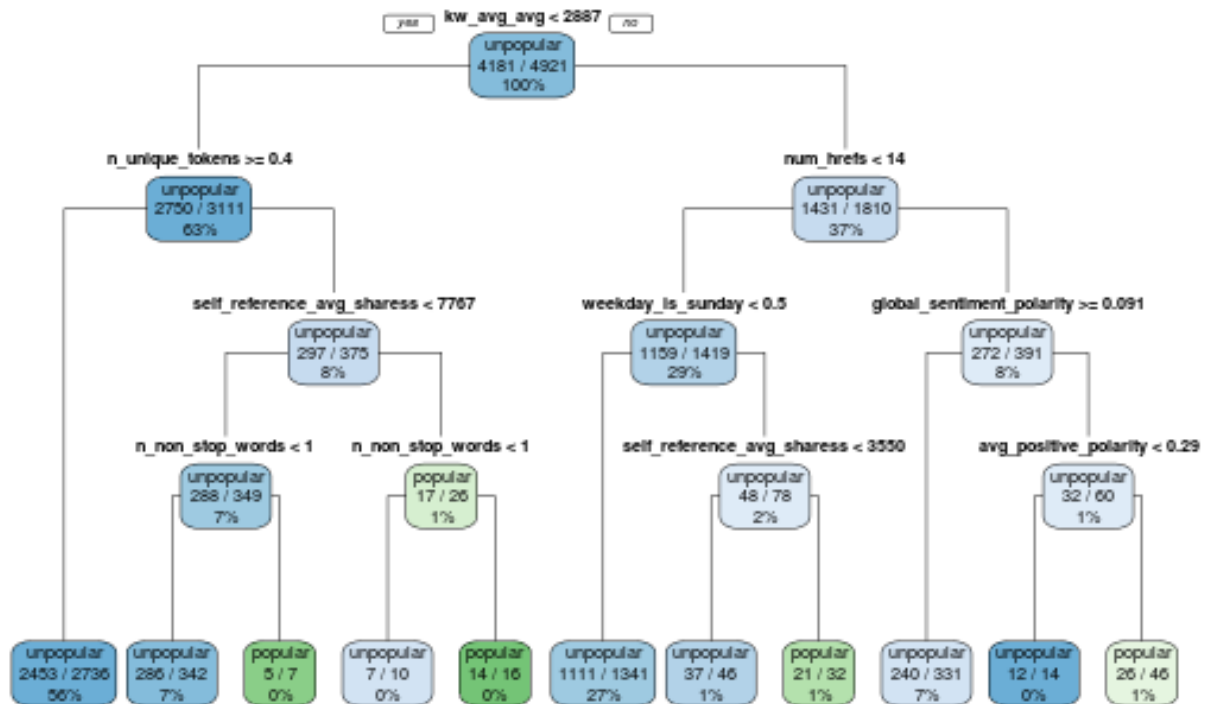 kw_avg_avg < 2887
yes
no
unpopular
4181 / 4921
100%
n_unique_tokens >= 0.4
num_hrefs < 14
unpopular
2750 / 3111
63%
unpopular
1431 / 1810
37%
self_reference_avg_sharess < 7767
weekday_is_sunday < 0.5
global_sentiment_polarity >= 0.091
unpopular
297 / 375
8%
unpopular
1159 / 1419
29%
unpopular
272 / 391
8%
n_non_stop_words < 1
n_non_stop_words < 1
self_reference_avg_sharess < 3550
avg_positive_polarity < 0.29
unpopular
288 / 349
7%
popular
17 / 26
1%
unpopular
48 / 78
2%
unpopular
32 / 60
1%
unpopular
2453 / 2736
56%
unpopular
286 / 342
7%
popular
5 / 7
0%
unpopular
7 / 10
0%
popular
14 / 16
0%
unpopular
1111 / 1341
27%
unpopular
37 / 46
1%
popular
21 / 32
1%
unpopular
240 / 331
7%
unpopular
12 / 14
0%
popular
26 / 46
1%